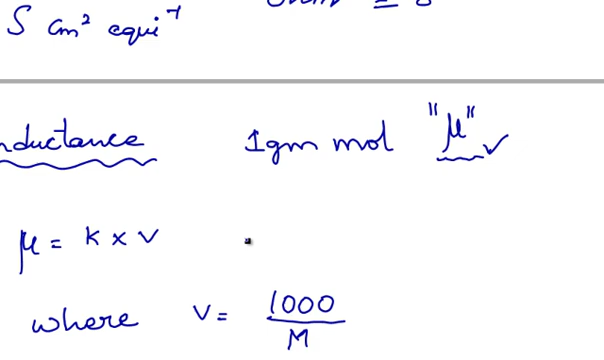 S cm² equi⁻¹
nductance 1gm mol "μ"
μ = K × V
where V = 1000/M